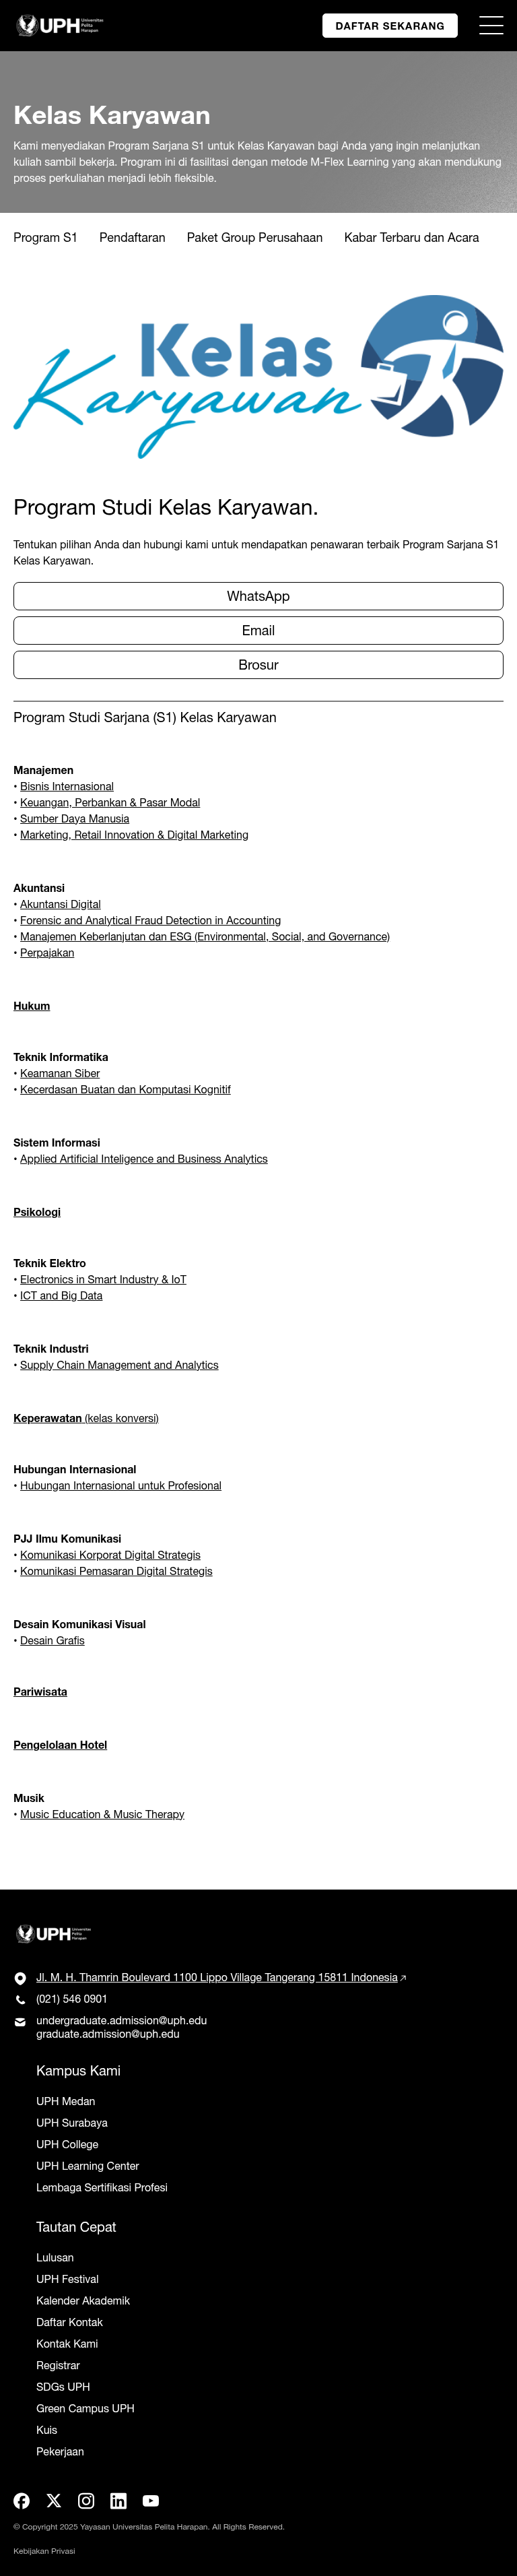 UPH Universitas Pelita Harapan
DAFTAR SEKARANG
Kelas Karyawan
Kami menyediakan Program Sarjana S1 untuk Kelas Karyawan bagi Anda yang ingin melanjutkan
kuliah sambil bekerja. Program ini di fasilitasi dengan metode M-Flex Learning yang akan mendukung
proses perkuliahan menjadi lebih fleksible.
Program S1 Pendaftaran Paket Group Perusahaan Kabar Terbaru dan Acara
Kelas
Karyawan
Program Studi Kelas Karyawan.
Tentukan pilihan Anda dan hubungi kami untuk mendapatkan penawaran terbaik Program Sarjana S1
Kelas Karyawan.
WhatsApp
Email
Brosur
Program Studi Sarjana (S1) Kelas Karyawan
Manajemen
• Bisnis Internasional
• Keuangan, Perbankan & Pasar Modal
• Sumber Daya Manusia
• Marketing, Retail Innovation & Digital Marketing
Akuntansi
• Akuntansi Digital
• Forensic and Analytical Fraud Detection in Accounting
• Manajemen Keberlanjutan dan ESG (Environmental, Social, and Governance)
• Perpajakan
Hukum
Teknik Informatika
• Keamanan Siber
• Kecerdasan Buatan dan Komputasi Kognitif
Sistem Informasi
• Applied Artificial Inteligence and Business Analytics
Psikologi
Teknik Elektro
• Electronics in Smart Industry & IoT
• ICT and Big Data
Teknik Industri
• Supply Chain Management and Analytics
Keperawatan (kelas konversi)
Hubungan Internasional
• Hubungan Internasional untuk Profesional
PJJ Ilmu Komunikasi
• Komunikasi Korporat Digital Strategis
• Komunikasi Pemasaran Digital Strategis
Desain Komunikasi Visual
• Desain Grafis
Pariwisata
Pengelolaan Hotel
Musik
• Music Education & Music Therapy
UPH Universitas Pelita Harapan
Jl. M. H. Thamrin Boulevard 1100 Lippo Village Tangerang 15811 Indonesia
(021) 546 0901
undergraduate.admission@uph.edu
graduate.admission@uph.edu
Kampus Kami
UPH Medan
UPH Surabaya
UPH College
UPH Learning Center
Lembaga Sertifikasi Profesi
Tautan Cepat
Lulusan
UPH Festival
Kalender Akademik
Daftar Kontak
Kontak Kami
Registrar
SDGs UPH
Green Campus UPH
Kuis
Pekerjaan
© Copyright 2025 Yayasan Universitas Pelita Harapan. All Rights Reserved.
Kebijakan Privasi